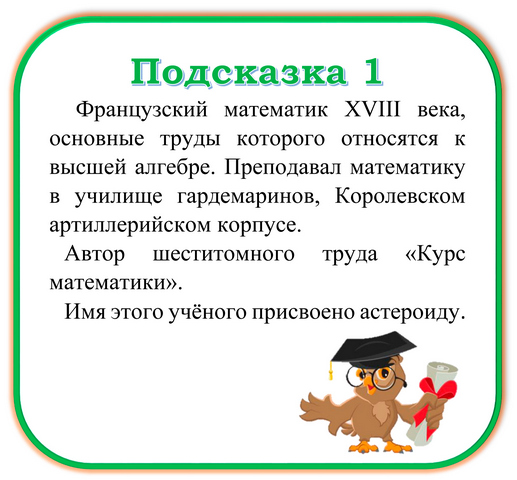 Подсказка 1
Французский математик XVIII века,
основные труды которого относятся к
высшей алгебре. Преподавал математику
в училище гардемаринов, Королевском
артиллерийском корпусе.
Автор шеститомного труда «Курс
математики».
Имя этого учёного присвоено астероиду.